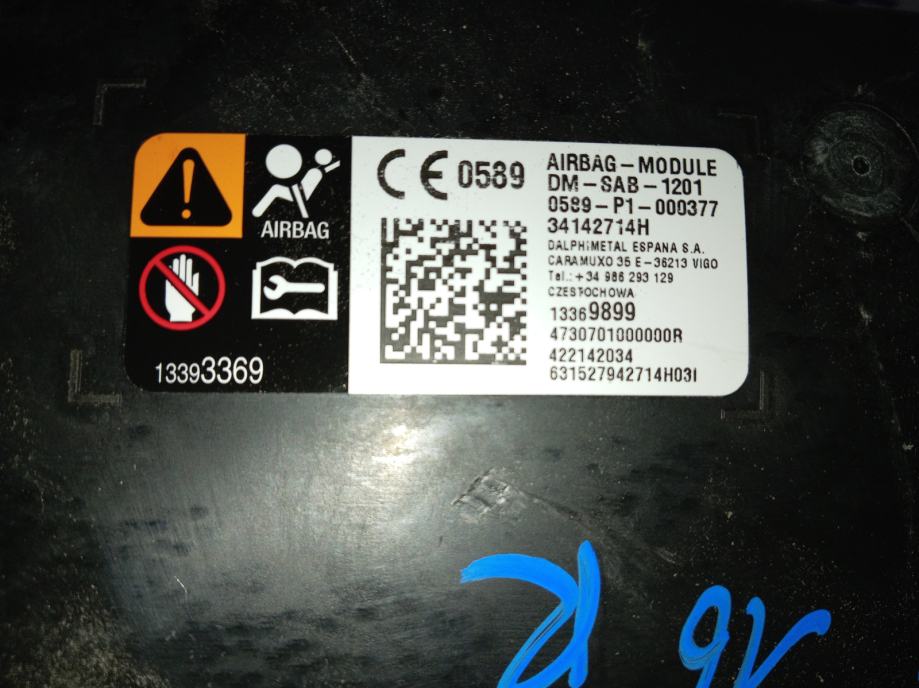 AIRBAG
13393369
CE 0589
AIRBAG-MODULE
DM-SAB-1201
0589-P1-000377
34142714H
DALPHIMETAL ESPANA S.A.
CARAMUXO 35 E-36213 VIGO
Tel.: +34 986 293 129
CZESTOCHOWA
13369899
4730701000000R
422142034
631527942714H03I